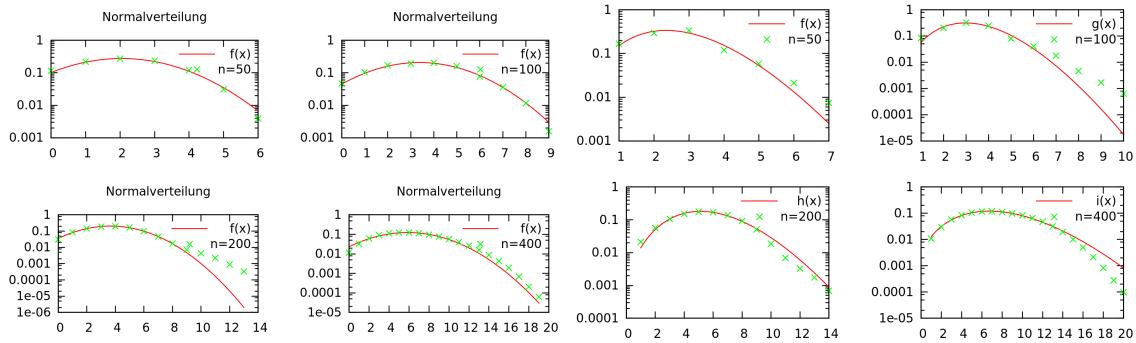 Normalverteilung
1
0.1
0.01
0.001
f(x)
n=50
0 1 2 3 4 5 6
Normalverteilung
1
0.1
0.01
0.001
f(x)
n=100
0 1 2 3 4 5 6 7 8 9
1
0.1
0.01
0.001
f(x)
n=50
1 2 3 4 5 6 7
1
0.1
0.01
0.001
0.0001
1e-05
g(x)
n=100
1 2 3 4 5 6 7 8 9 10
Normalverteilung
1
0.1
0.01
0.001
0.0001
1e-05
1e-06
f(x)
n=200
0 2 4 6 8 10 12 14
Normalverteilung
1
0.1
0.01
0.001
0.0001
1e-05
f(x)
n=400
0 2 4 6 8 10 12 14 16 18 20
1
0.1
0.01
0.001
0.0001
h(x)
n=200
0 2 4 6 8 10 12 14
1
0.1
0.01
0.001
0.0001
1e-05
i(x)
n=400
0 2 4 6 8 10 12 14 16 18 20